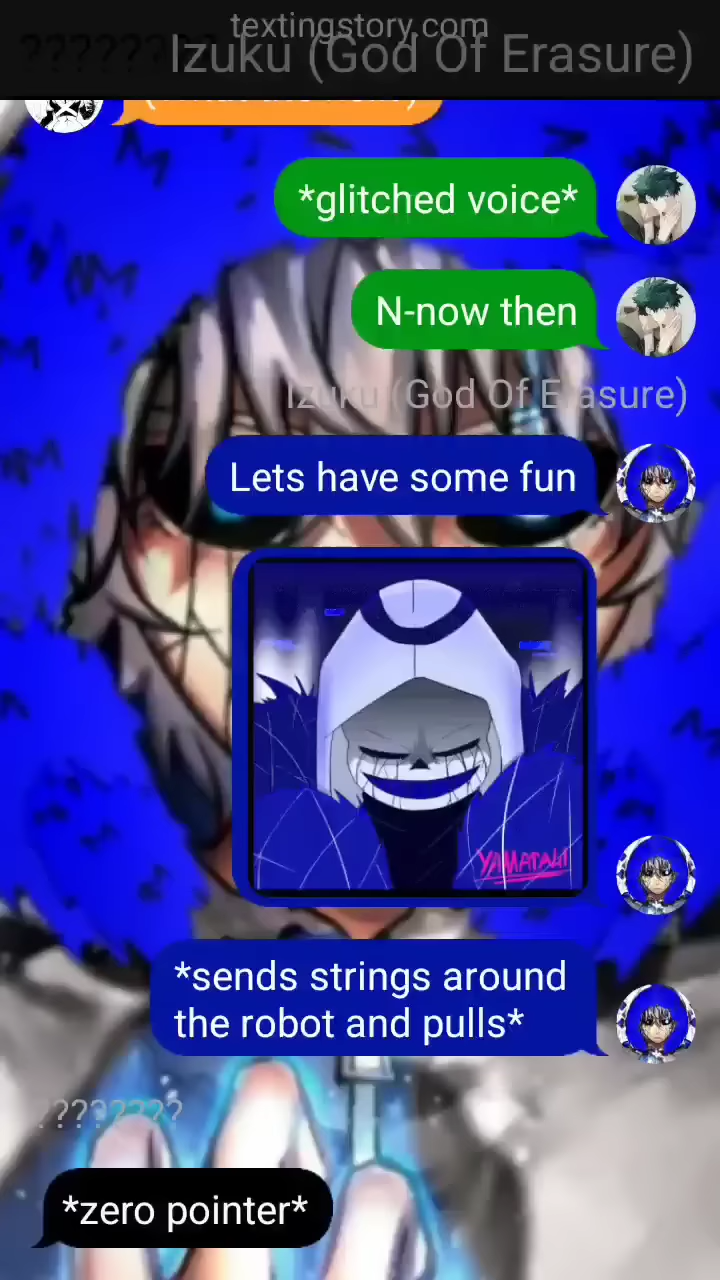 textingstory.com
???????? Izuku (God Of Erasure)
*glitched voice*
N-now then
Izuku (God Of Erasure)
Lets have some fun
YAMATAVI
*sends strings around
the robot and pulls*
????????
*zero pointer*